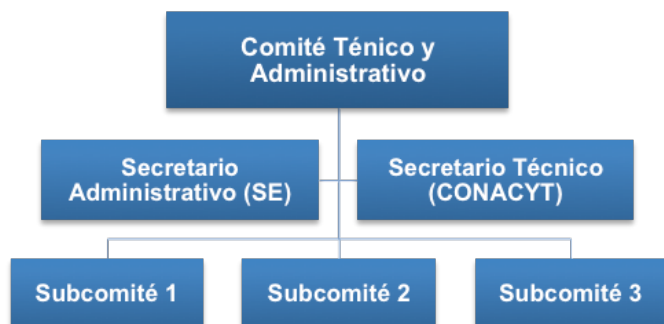 Comité Ténico y
Administrativo
Secretario
Administrativo (SE)
Secretario Técnico
(CONACYT)
Subcomité 1
Subcomité 2
Subcomité 3